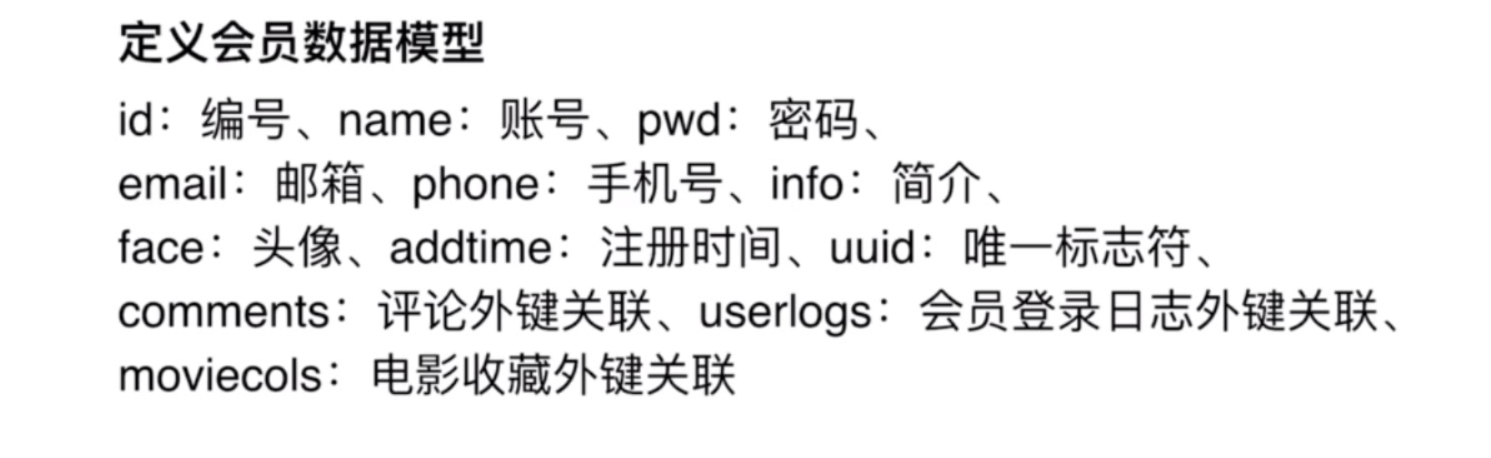 定义会员数据模型
id：编号、name：账号、pwd：密码、
email：邮箱、phone：手机号、info：简介、
face：头像、addtime：注册时间、uuid：唯一标志符、
comments：评论外键关联、userlogs：会员登录日志外键关联、
moviecols：电影收藏外键关联